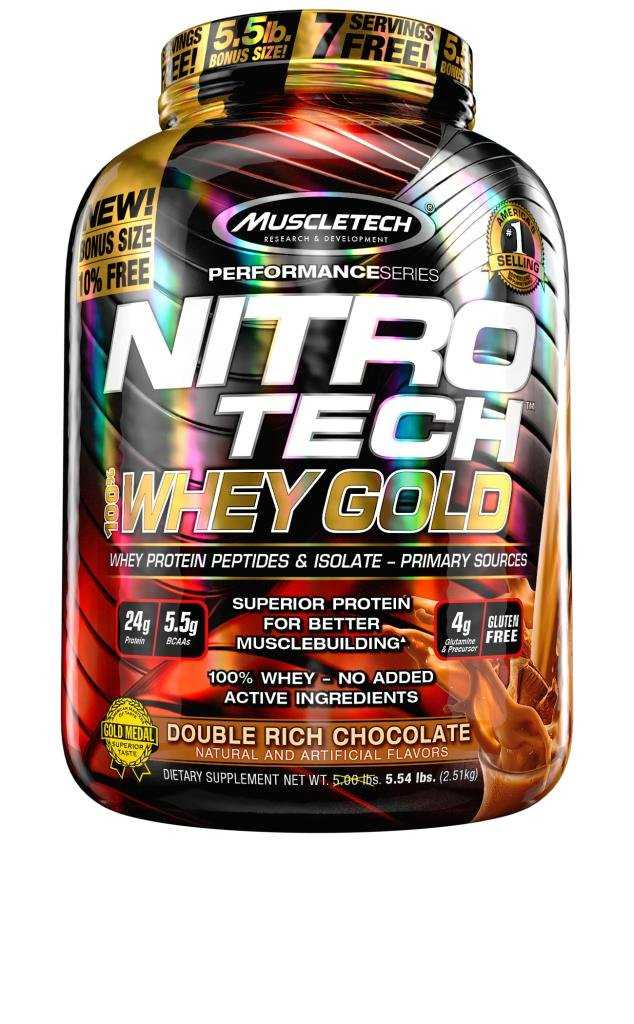 5.5lb.
BONUS SIZE!
7 SERVINGS
FREE!
NEW!
BONUS SIZE
10% FREE
MUSCLETECH®
RESEARCH & DEVELOPMENT
PERFORMANCESERIES
AMERICA'S
#1
SELLING
NITRO
TECH™
100% WHEY GOLD
WHEY PROTEIN PEPTIDES & ISOLATE – PRIMARY SOURCES
24g
Protein
5.5g
BCAAs
SUPERIOR PROTEIN
FOR BETTER
MUSCLEBUILDING▲
4g
Glutamine
& Precursor
GLUTEN
FREE
100% WHEY – NO ADDED
ACTIVE INGREDIENTS
GOLD MEDAL
SUPERIOR
TASTE
DOUBLE RICH CHOCOLATE
NATURAL AND ARTIFICIAL FLAVORS
DIETARY SUPPLEMENT NET WT. 5.00 lbs. 5.54 lbs. (2.51kg)